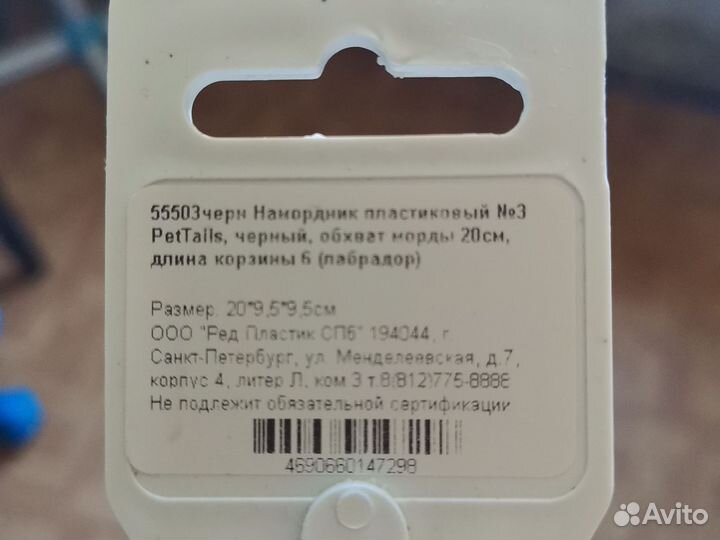 55503черн Намордник пластиковый №3
PetTails, черный, обхват морды 20см,
длина корзины 6 (лабрадор)
Размер: 20*9,5*9,5см
ООО "Ред Пластик СПб" 194044, г.
Санкт-Петербург, ул. Менделеевская, д.7,
корпус 4, литер Л, ком 3 т.8(812)775-8888
Не подлежит обязательной сертификации
4690660147298
Avito